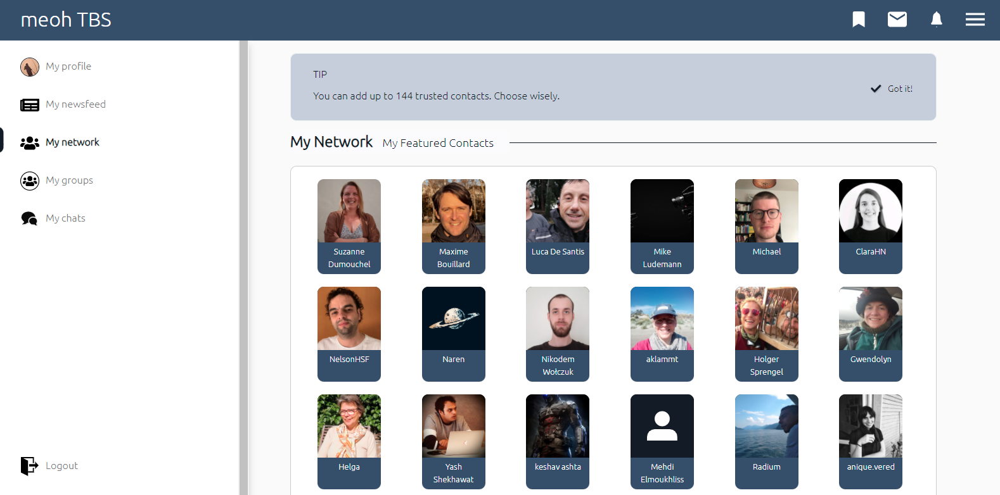 meoh TBS
My profile
My newsfeed
My network
My groups
My chats
Logout
TIP
You can add up to 144 trusted contacts. Choose wisely.
Got it!
My Network My Featured Contacts
Suzanne
Dumouchel
Maxime
Bouillard
Luca De Santis
Mike
Ludemann
Michael
ClaraHN
NelsonHSF
Naren
Nikodem
Wołczuk
aklammt
Holger
Sprengel
Gwendolyn
Helga
Yash
Shekhawat
keshav ashta
Mehdi
Elmoukhliss
Radium
anique.vered